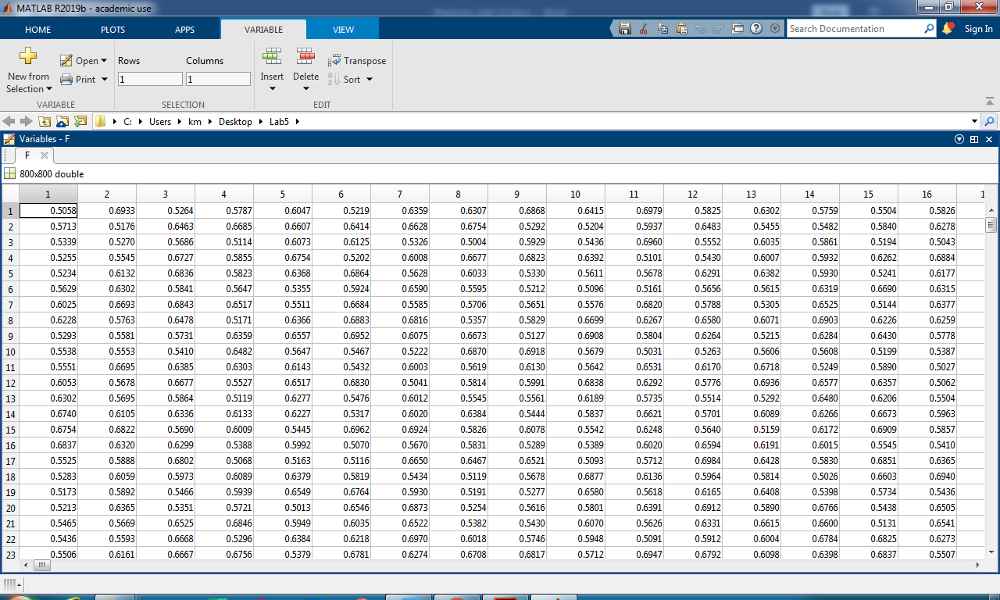 MATLAB R2019b - academic use
HOME PLOTS APPS VARIABLE VIEW Search Documentation Sign In
New from Selection
Open
Print
Rows Columns
1 1
Insert Delete
Transpose
Sort
VARIABLE SELECTION EDIT
C: Users km Desktop Lab5
Variables - F
F
800x800 double
1 2 3 4 5 6 7 8 9 10 11 12 13 14 15 16 1
1 0.5058 0.6933 0.5264 0.5787 0.6047 0.5219 0.6359 0.6307 0.6868 0.6415 0.6979 0.5825 0.6302 0.5759 0.5504 0.5826
2 0.5713 0.5176 0.6463 0.6685 0.6607 0.6414 0.6628 0.6754 0.5292 0.5204 0.5937 0.6483 0.5455 0.5482 0.5840 0.6278
3 0.5339 0.5270 0.5686 0.5114 0.6073 0.6125 0.5326 0.5004 0.5929 0.5436 0.6960 0.5552 0.6035 0.5861 0.5194 0.5043
4 0.5255 0.5545 0.6727 0.5855 0.6754 0.5202 0.6008 0.6677 0.6823 0.6392 0.5101 0.5430 0.6007 0.5932 0.6262 0.6884
5 0.5234 0.6132 0.6836 0.5823 0.6368 0.6864 0.5628 0.6033 0.5330 0.5611 0.5678 0.6291 0.6382 0.5930 0.5241 0.6177
6 0.5629 0.6302 0.5841 0.5647 0.5355 0.5924 0.6590 0.5595 0.5212 0.5096 0.5161 0.5656 0.5615 0.6319 0.6690 0.6315
7 0.6025 0.6693 0.6843 0.6517 0.5511 0.6684 0.5585 0.5706 0.5651 0.5576 0.6820 0.5788 0.5305 0.6525 0.5144 0.6377
8 0.6228 0.5763 0.6478 0.5171 0.6366 0.6883 0.6816 0.5357 0.5829 0.6699 0.6267 0.6580 0.6071 0.6903 0.6226 0.6259
9 0.5293 0.5581 0.5731 0.6359 0.6557 0.6952 0.6075 0.6673 0.5127 0.6908 0.5804 0.6264 0.5215 0.6284 0.6430 0.5778
10 0.5538 0.5553 0.5410 0.6482 0.5647 0.5467 0.5222 0.6870 0.6918 0.5679 0.5031 0.5263 0.5606 0.5608 0.5199 0.5387
11 0.5551 0.6695 0.6385 0.6303 0.6143 0.5432 0.6003 0.5619 0.6130 0.5642 0.6531 0.6170 0.6718 0.5249 0.5890 0.5027
12 0.6053 0.5678 0.6677 0.5527 0.6517 0.6830 0.5041 0.5814 0.5991 0.6838 0.6292 0.5776 0.6936 0.6577 0.6357 0.5062
13 0.6302 0.5695 0.5864 0.5119 0.6277 0.5476 0.6012 0.5545 0.5561 0.6189 0.5735 0.5514 0.5292 0.6480 0.6206 0.5504
14 0.6740 0.6105 0.6336 0.6133 0.6227 0.5317 0.6020 0.6384 0.5444 0.5837 0.6621 0.5701 0.6089 0.6266 0.6673 0.5963
15 0.6754 0.6822 0.5690 0.6009 0.5445 0.6962 0.6924 0.5826 0.6078 0.5542 0.6248 0.5640 0.5159 0.6172 0.6909 0.5857
16 0.6837 0.6320 0.6299 0.5388 0.5992 0.5070 0.5670 0.5831 0.5289 0.5389 0.6020 0.6594 0.6191 0.6015 0.5545 0.5410
17 0.5525 0.5888 0.6802 0.5068 0.5163 0.5116 0.6650 0.6467 0.6521 0.5093 0.5712 0.6984 0.6428 0.5830 0.6851 0.6365
18 0.5283 0.6059 0.5973 0.6089 0.6379 0.5819 0.5434 0.5119 0.5678 0.6877 0.6136 0.5964 0.5814 0.5026 0.6603 0.6940
19 0.5173 0.5892 0.5466 0.5939 0.6549 0.6764 0.5930 0.5191 0.5277 0.6580 0.5618 0.6165 0.6408 0.5398 0.5734 0.5436
20 0.5213 0.6365 0.5351 0.5721 0.5013 0.6546 0.6873 0.5254 0.5616 0.5801 0.6391 0.6912 0.5890 0.6766 0.5438 0.6505
21 0.5465 0.5669 0.6525 0.6846 0.5949 0.6035 0.6522 0.5382 0.5430 0.6070 0.5626 0.6331 0.6615 0.6600 0.5131 0.6541
22 0.5436 0.5593 0.6668 0.5296 0.6384 0.6218 0.6970 0.6018 0.5746 0.5948 0.5091 0.5912 0.6004 0.6784 0.6825 0.6273
23 0.5506 0.6161 0.6667 0.6756 0.5379 0.6781 0.6274 0.6708 0.6817 0.5712 0.6947 0.6792 0.6098 0.6398 0.6837 0.5507